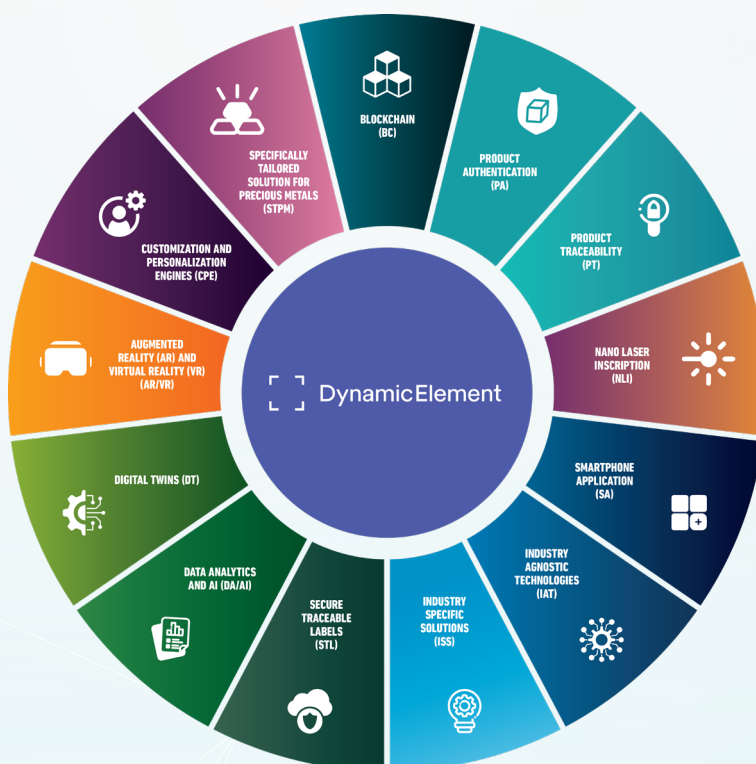 BLOCKCHAIN
(BC)
PRODUCT
AUTHENTICATION
(PA)
PRODUCT
TRACEABILITY
(PT)
NANO LASER
INSCRIPTION
(NLI)
SMARTPHONE
APPLICATION
(SA)
INDUSTRY
AGNOSTIC
TECHNOLOGIES
(IAT)
INDUSTRY
SPECIFIC
SOLUTIONS
(ISS)
SECURE
TRACEABLE
LABELS
(STL)
DATA ANALYTICS
AND AI (DA/AI)
DIGITAL TWINS (DT)
AUGMENTED
REALITY (AR) AND
VIRTUAL REALITY (VR)
(AR/VR)
CUSTOMIZATION AND
PERSONALIZATION
ENGINES (CPE)
SPECIFICALLY
TAILORED
SOLUTION FOR
PRECIOUS METALS
(STPM)
DynamicElement